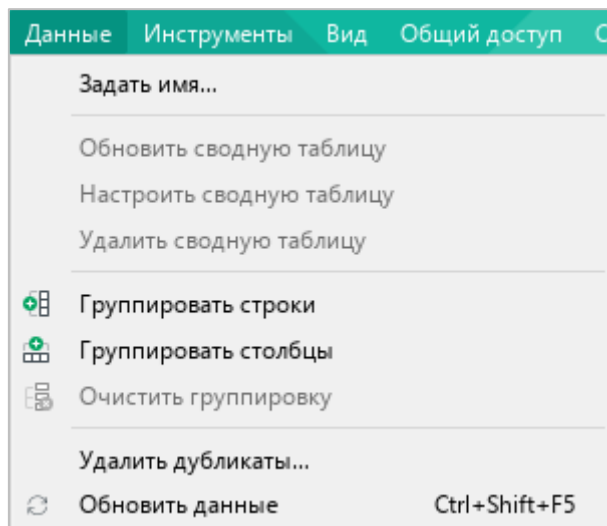 Данные Инструменты Вид Общий доступ
Задать имя...
Обновить сводную таблицу
Настроить сводную таблицу
Удалить сводную таблицу
Группировать строки
Группировать столбцы
Очистить группировку
Удалить дубликаты...
Обновить данные Ctrl+Shift+F5